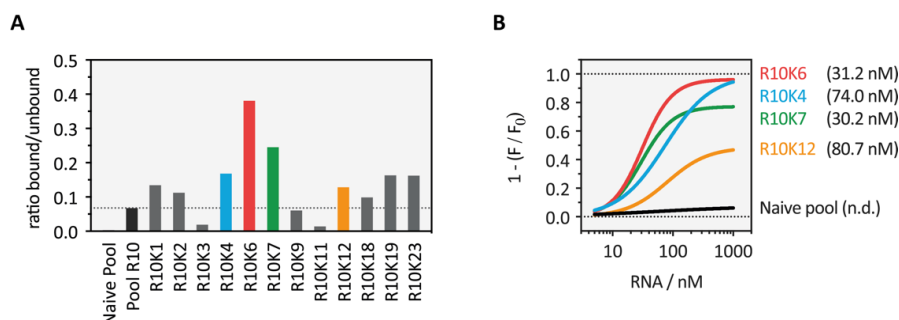 A
ratio bound/unbound
0.5
0.4
0.3
0.2
0.1
0.0
Naive Pool
Pool R10
R10K1
R10K2
R10K3
R10K4
R10K6
R10K7
R10K9
R10K11
R10K12
R10K18
R10K19
R10K23
B
1 - (F / F0)
1.0
0.8
0.6
0.4
0.2
0.0
10
100
1000
RNA / nM
R10K6 (31.2 nM)
R10K4 (74.0 nM)
R10K7 (30.2 nM)
R10K12 (80.7 nM)
Naive pool (n.d.)